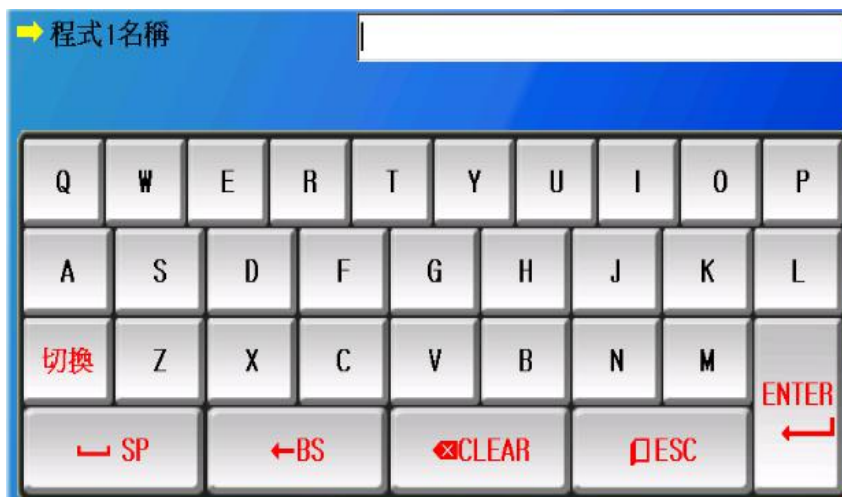 程式1名稱
Q W E R T Y U I O P
A S D F G H J K L
切換 Z X C V B N M
ENTER
SP ←BS CLEAR ESC